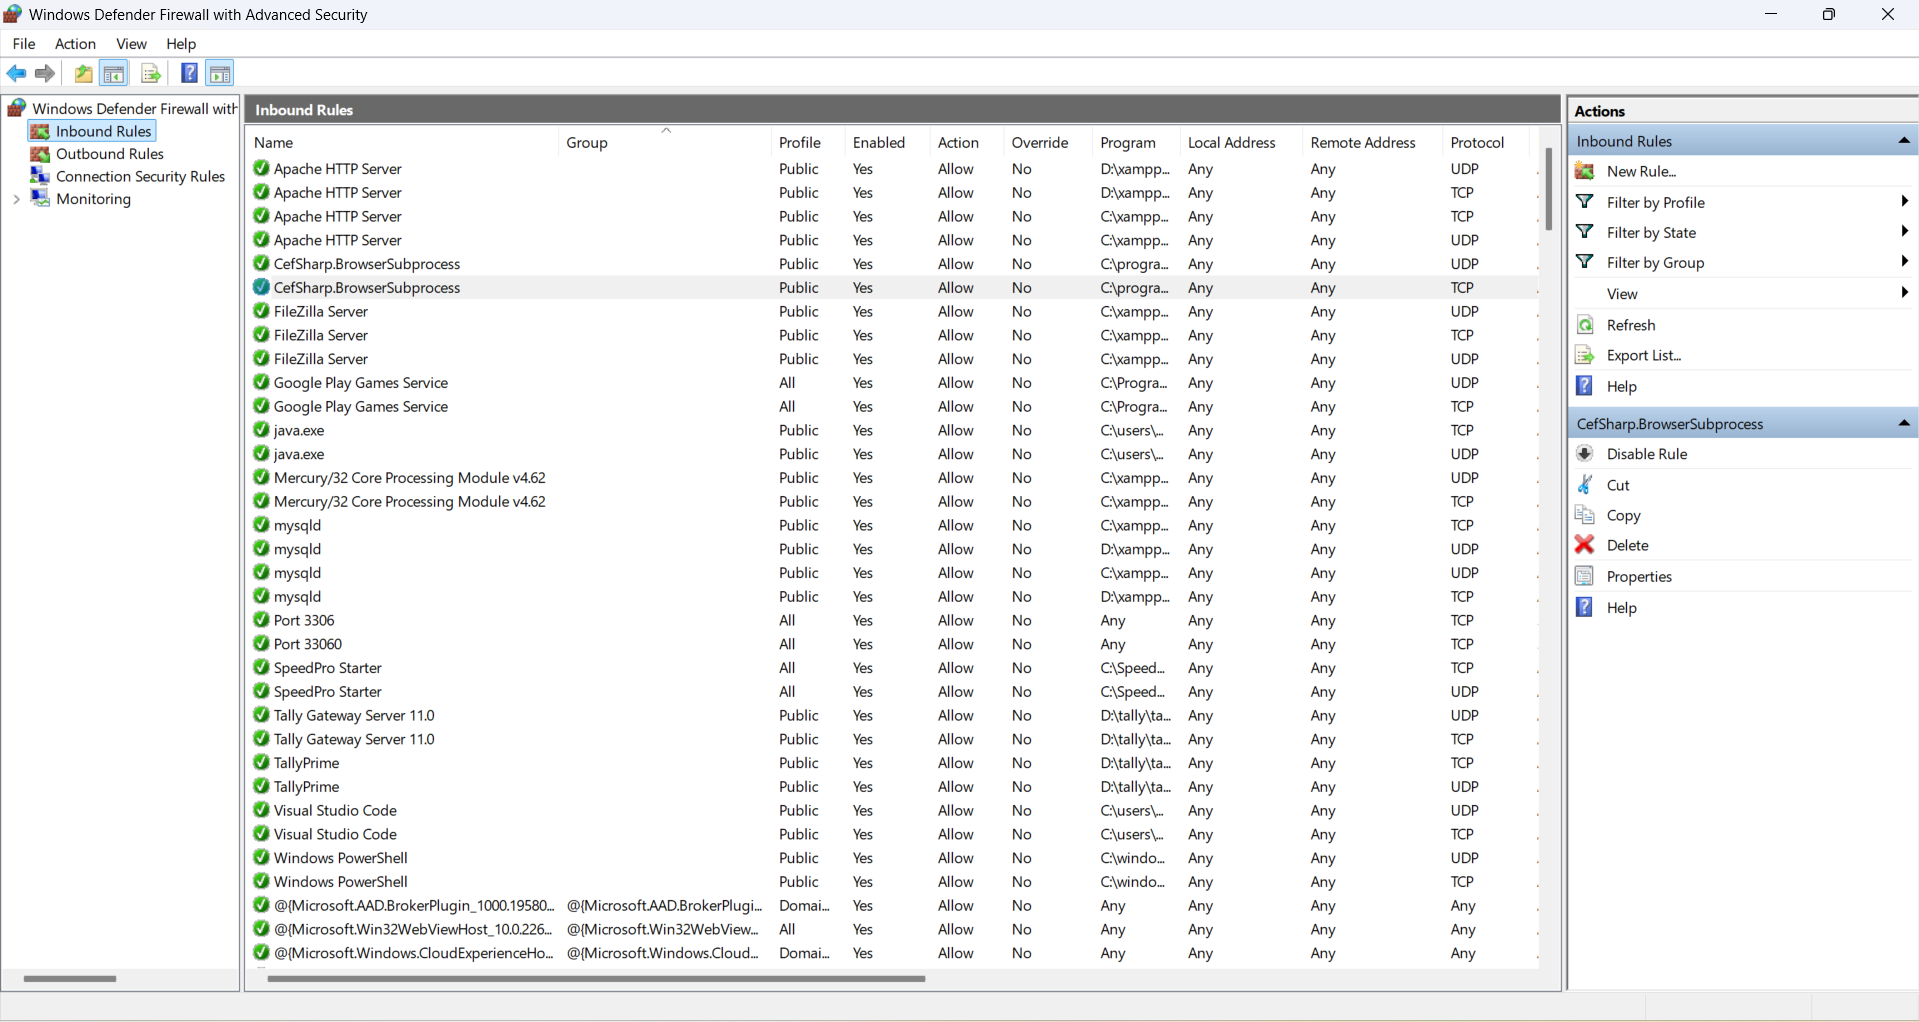 Windows Defender Firewall with Advanced Security
File Action View Help
Windows Defender Firewall with
Inbound Rules
Outbound Rules
Connection Security Rules
Monitoring
Inbound Rules
Name Group Profile Enabled Action Override Program Local Address Remote Address Protocol
Apache HTTP Server Public Yes Allow No D:\xampp... Any Any UDP
Apache HTTP Server Public Yes Allow No D:\xampp... Any Any TCP
Apache HTTP Server Public Yes Allow No C:\xampp... Any Any TCP
Apache HTTP Server Public Yes Allow No C:\xampp... Any Any UDP
CefSharp.BrowserSubprocess Public Yes Allow No C:\progra... Any Any UDP
CefSharp.BrowserSubprocess Public Yes Allow No C:\progra... Any Any TCP
FileZilla Server Public Yes Allow No C:\xampp... Any Any UDP
FileZilla Server Public Yes Allow No C:\xampp... Any Any TCP
FileZilla Server Public Yes Allow No C:\xampp... Any Any UDP
Google Play Games Service All Yes Allow No C:\Progra... Any Any UDP
Google Play Games Service All Yes Allow No C:\Progra... Any Any TCP
java.exe Public Yes Allow No C:\users\... Any Any TCP
java.exe Public Yes Allow No C:\users\... Any Any UDP
Mercury/32 Core Processing Module v4.62 Public Yes Allow No C:\xampp... Any Any UDP
Mercury/32 Core Processing Module v4.62 Public Yes Allow No C:\xampp... Any Any TCP
mysqld Public Yes Allow No C:\xampp... Any Any TCP
mysqld Public Yes Allow No D:\xampp... Any Any UDP
mysqld Public Yes Allow No C:\xampp... Any Any UDP
mysqld Public Yes Allow No D:\xampp... Any Any TCP
Port 3306 All Yes Allow No Any Any Any TCP
Port 33060 All Yes Allow No Any Any Any TCP
SpeedPro Starter All Yes Allow No C:\Speed... Any Any TCP
SpeedPro Starter All Yes Allow No C:\Speed... Any Any UDP
Tally Gateway Server 11.0 Public Yes Allow No D:\tally\ta... Any Any UDP
Tally Gateway Server 11.0 Public Yes Allow No D:\tally\ta... Any Any TCP
TallyPrime Public Yes Allow No D:\tally\ta... Any Any TCP
TallyPrime Public Yes Allow No D:\tally\ta... Any Any UDP
Visual Studio Code Public Yes Allow No C:\users\... Any Any UDP
Visual Studio Code Public Yes Allow No C:\users\... Any Any TCP
Windows PowerShell Public Yes Allow No C:\windo... Any Any UDP
Windows PowerShell Public Yes Allow No C:\windo... Any Any TCP
@{Microsoft.AAD.BrokerPlugin_1000.19580... @{Microsoft.AAD.BrokerPlugi... Domai... Yes Allow No Any Any Any Any
@{Microsoft.Win32WebViewHost_10.0.226... @{Microsoft.Win32WebView... All Yes Allow No Any Any Any Any
@{Microsoft.Windows.CloudExperienceHo... @{Microsoft.Windows.Cloud... Domai... Yes Allow No Any Any Any Any
Actions
Inbound Rules
New Rule...
Filter by Profile
Filter by State
Filter by Group
View
Refresh
Export List...
Help
CefSharp.BrowserSubprocess
Disable Rule
Cut
Copy
Delete
Properties
Help